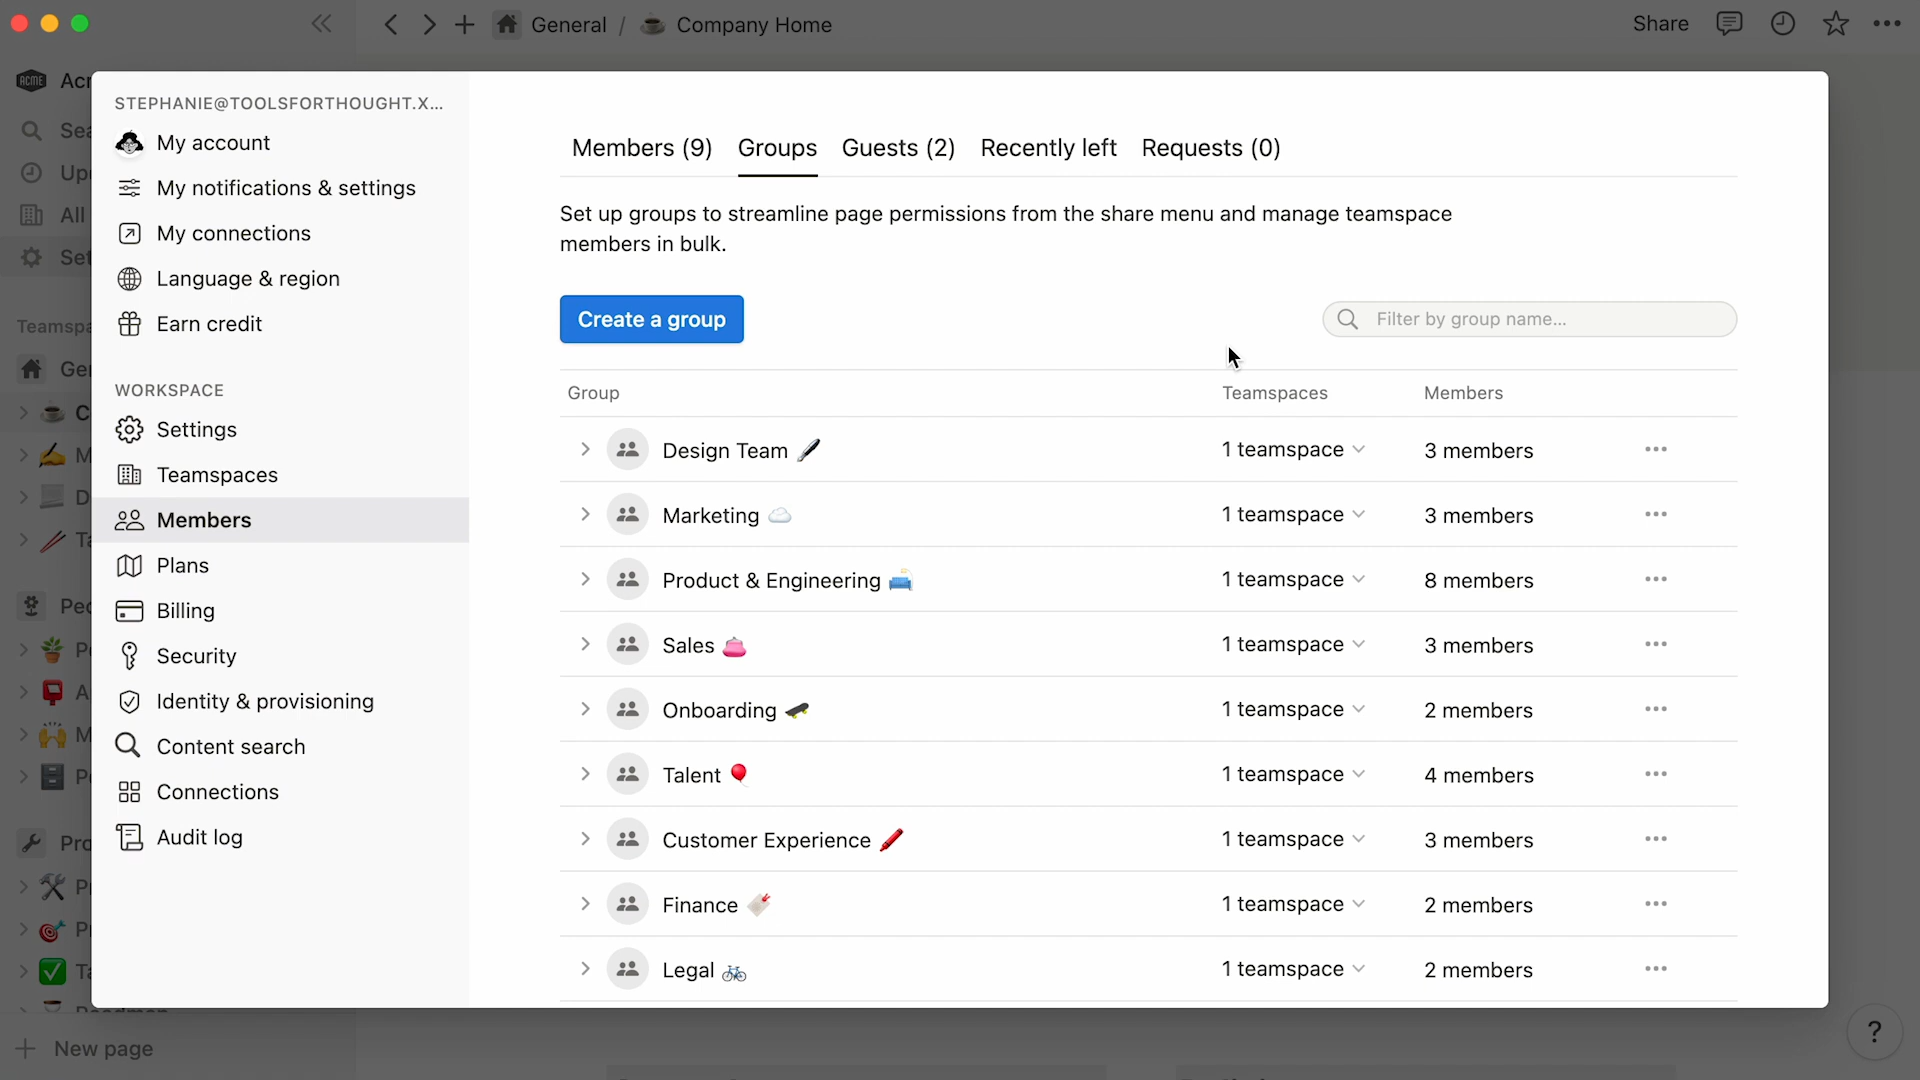 General / Company Home
Share
ACME
STEPHANIE@TOOLSFORTHOUGHT.X...
My account
My notifications & settings
My connections
Language & region
Earn credit
WORKSPACE
Settings
Teamspaces
Members
Plans
Billing
Security
Identity & provisioning
Content search
Connections
Audit log
New page
Members (9) Groups Guests (2) Recently left Requests (0)
Set up groups to streamline page permissions from the share menu and manage teamspace
members in bulk.
Create a group
Filter by group name...
Group Teamspaces Members
Design Team 1 teamspace 3 members
Marketing 1 teamspace 3 members
Product & Engineering 1 teamspace 8 members
Sales 1 teamspace 3 members
Onboarding 1 teamspace 2 members
Talent 1 teamspace 4 members
Customer Experience 1 teamspace 3 members
Finance 1 teamspace 2 members
Legal 1 teamspace 2 members
?